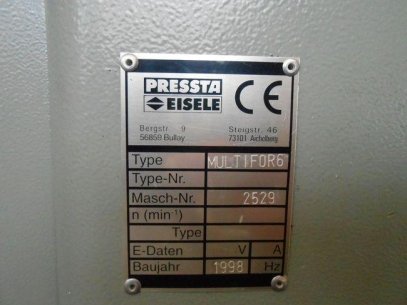 PRESSTA
EISELE
CE
Bergstr. 9 Steigstr. 46
56859 Bullay 73101 Aichelberg
Type MULTIFOR6
Type-Nr.
Masch-Nr. 2529
n (min-1) /
Type
E-Daten V A
Baujahr 1998 Hz